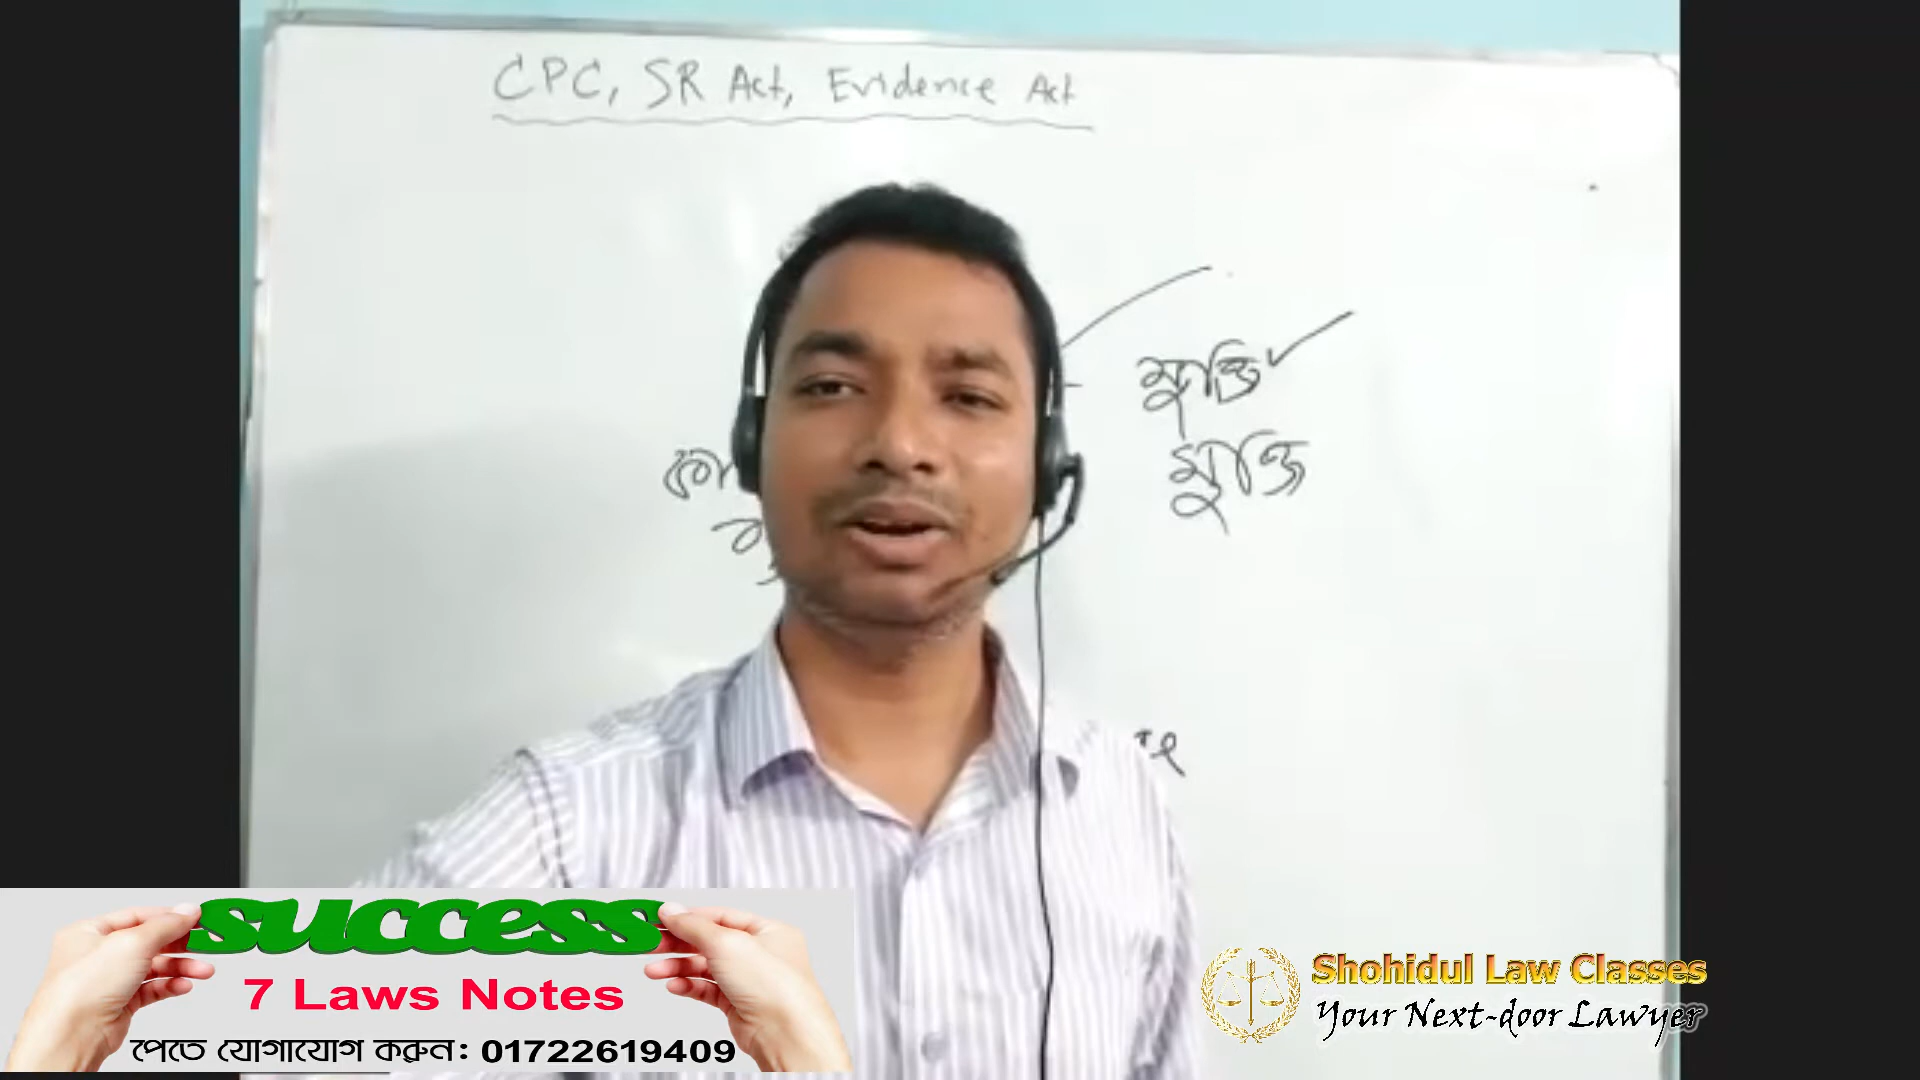 CPC, SR Act, Evidence Act
কা
success
7 Laws Notes
পেতে যোগাযোগ করুন: 01722619409
Shohidul Law Classes
Your Next-door Lawyer